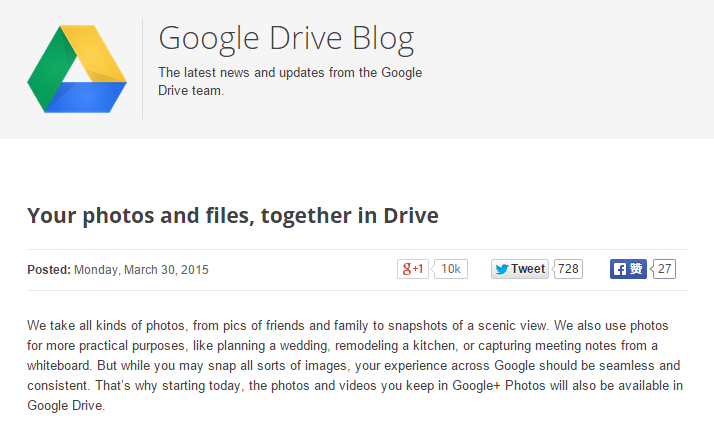 Google Drive Blog
The latest news and updates from the Google
Drive team.
Your photos and files, together in Drive
Posted: Monday, March 30, 2015
g+1 10k Tweet 728 f 赞 27
We take all kinds of photos, from pics of friends and family to snapshots of a scenic view. We also use photos
for more practical purposes, like planning a wedding, remodeling a kitchen, or capturing meeting notes from a
whiteboard. But while you may snap all sorts of images, your experience across Google should be seamless and
consistent. That’s why starting today, the photos and videos you keep in Google+ Photos will also be available in
Google Drive.